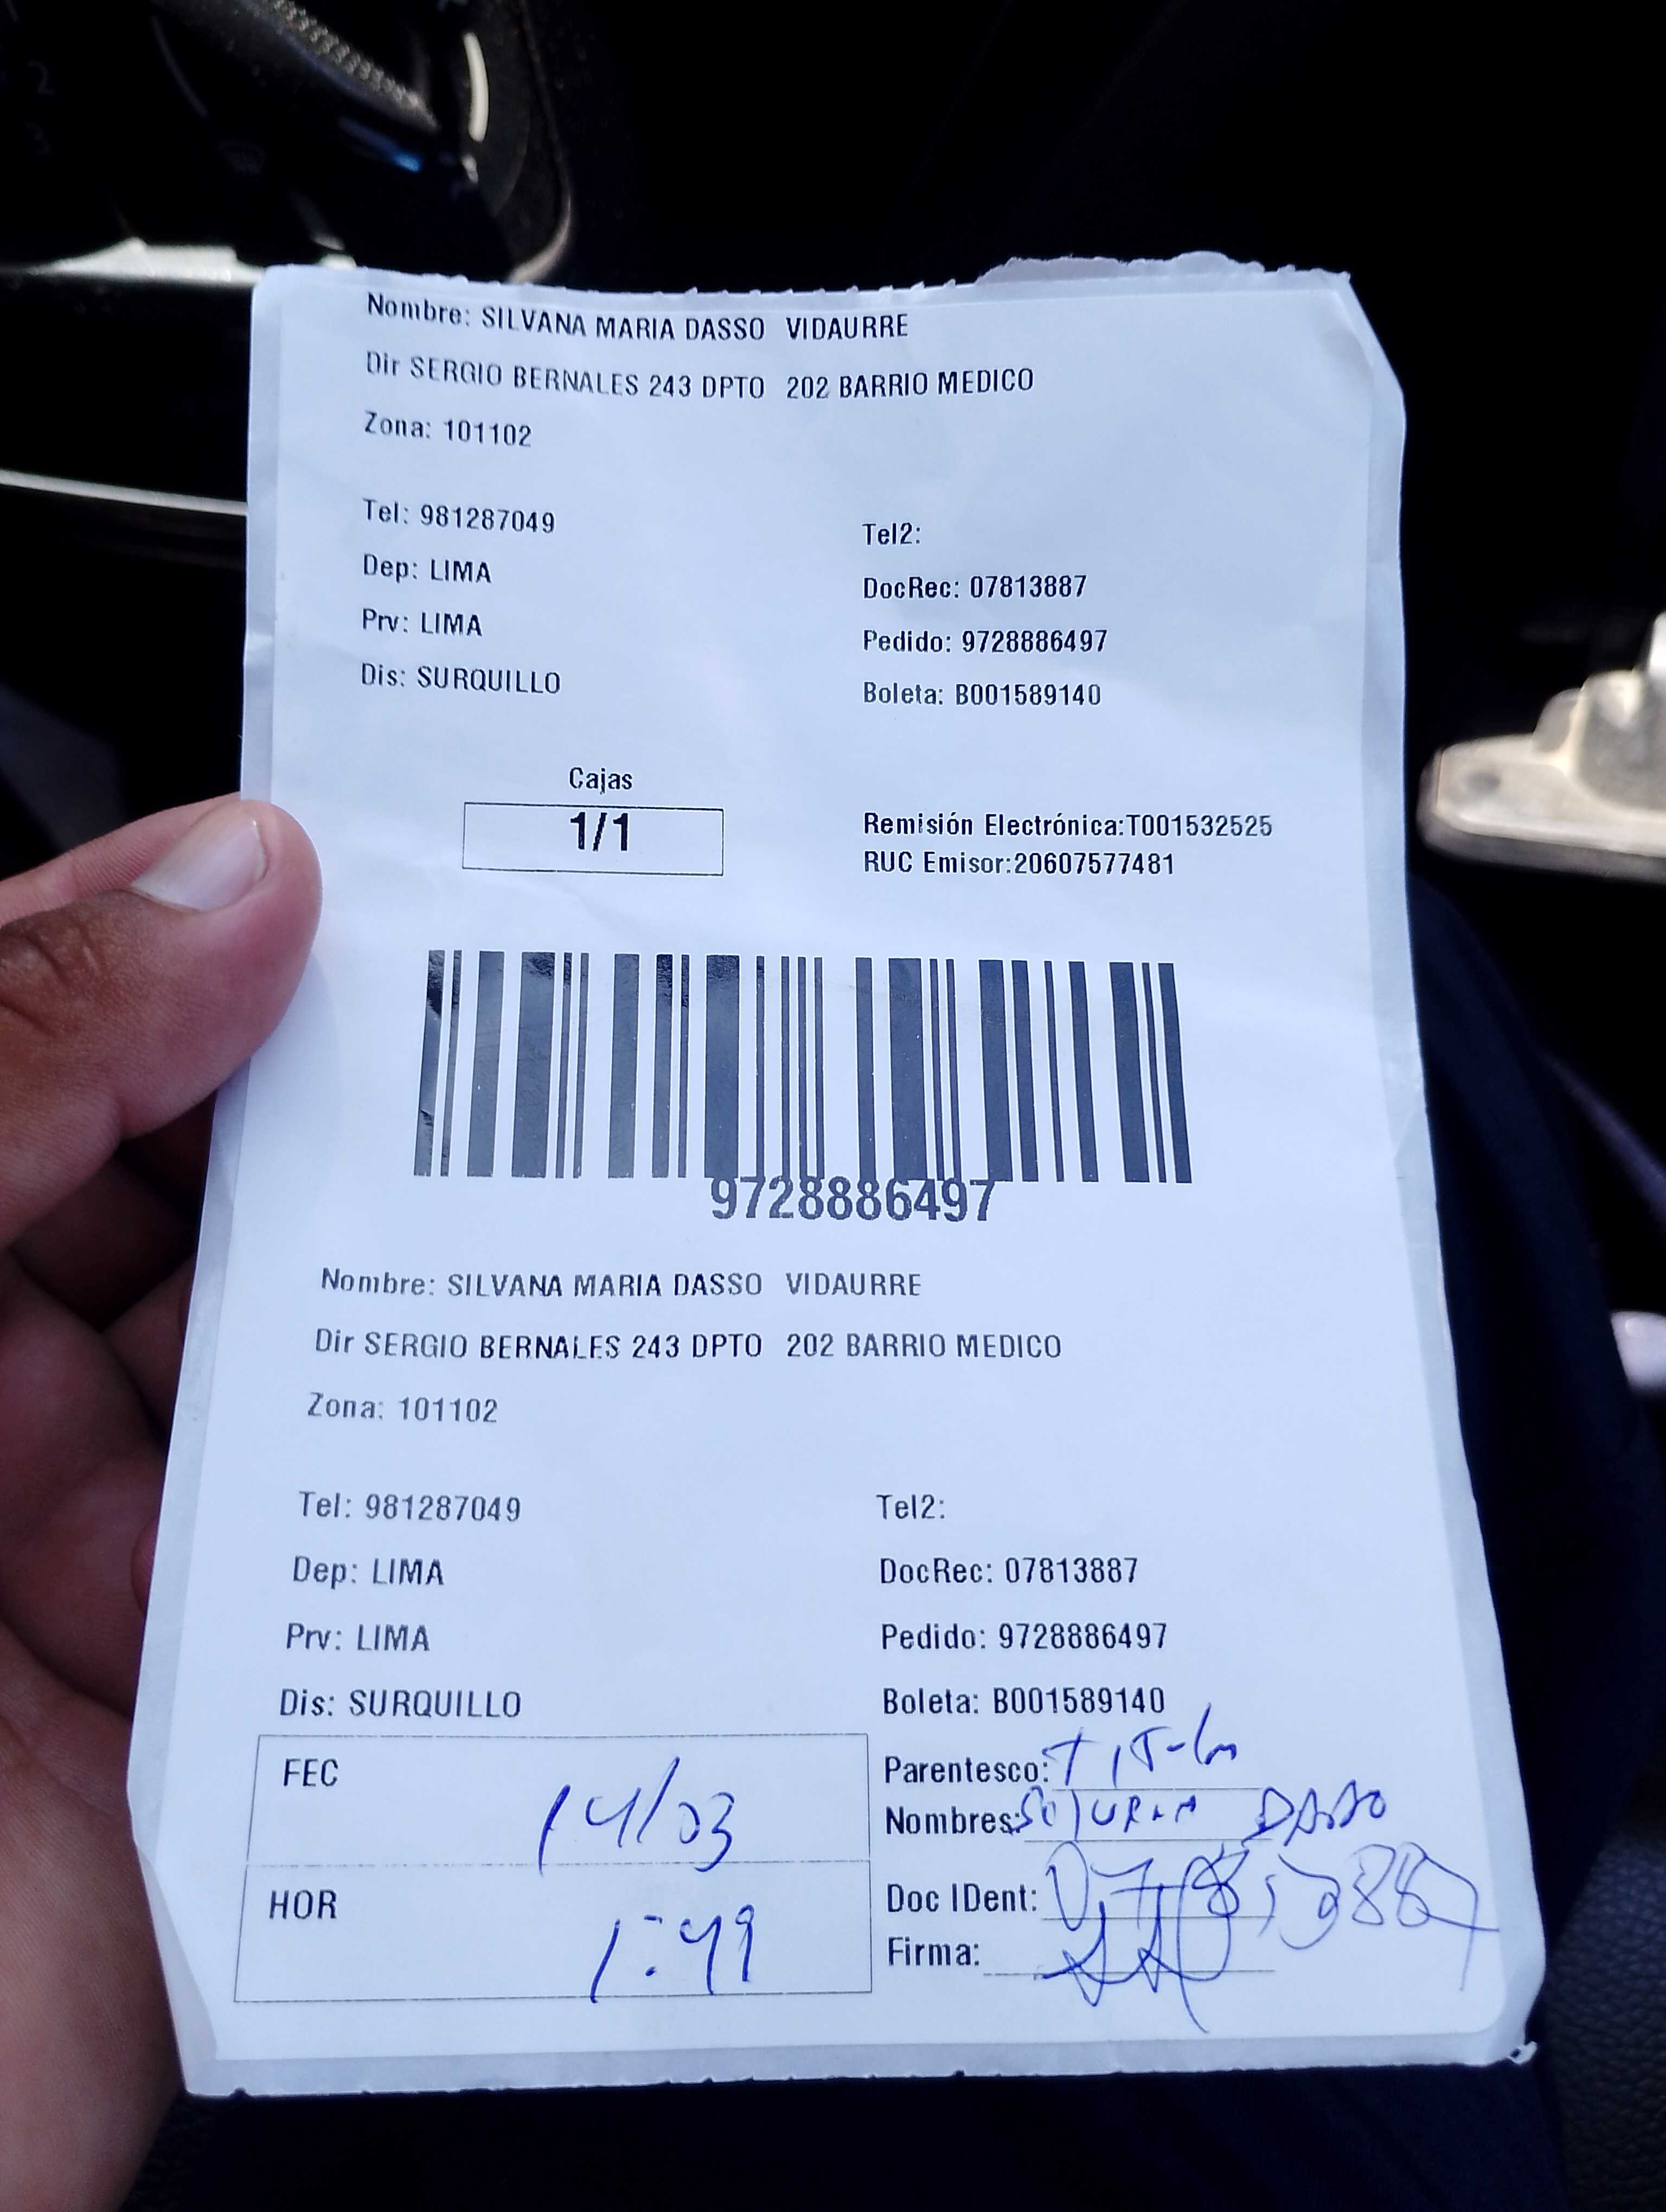 Nombre: SILVANA MARIA DASSO VIDAURRE
Dir SERGIO BERNALES 243 DPTO 202 BARRIO MEDICO
Zona: 101102
Tel: 981287049 Tel2:
Dep: LIMA DocRec: 07813887
Prv: LIMA Pedido: 9728886497
Dis: SURQUILLO Boleta: B001589140
Cajas
1/1
Remisión Electrónica:T001532525
RUC Emisor:20607577481
9728886497
Nombre: SILVANA MARIA DASSO VIDAURRE
Dir SERGIO BERNALES 243 DPTO 202 BARRIO MEDICO
Zona: 101102
Tel: 981287049 Tel2:
Dep: LIMA DocRec: 07813887
Prv: LIMA Pedido: 9728886497
Dis: SURQUILLO Boleta: B001589140
FEC 14/03
HOR 1:49
Parentesco:
Nombres: DASSO
Doc IDent: 07813887
Firma: